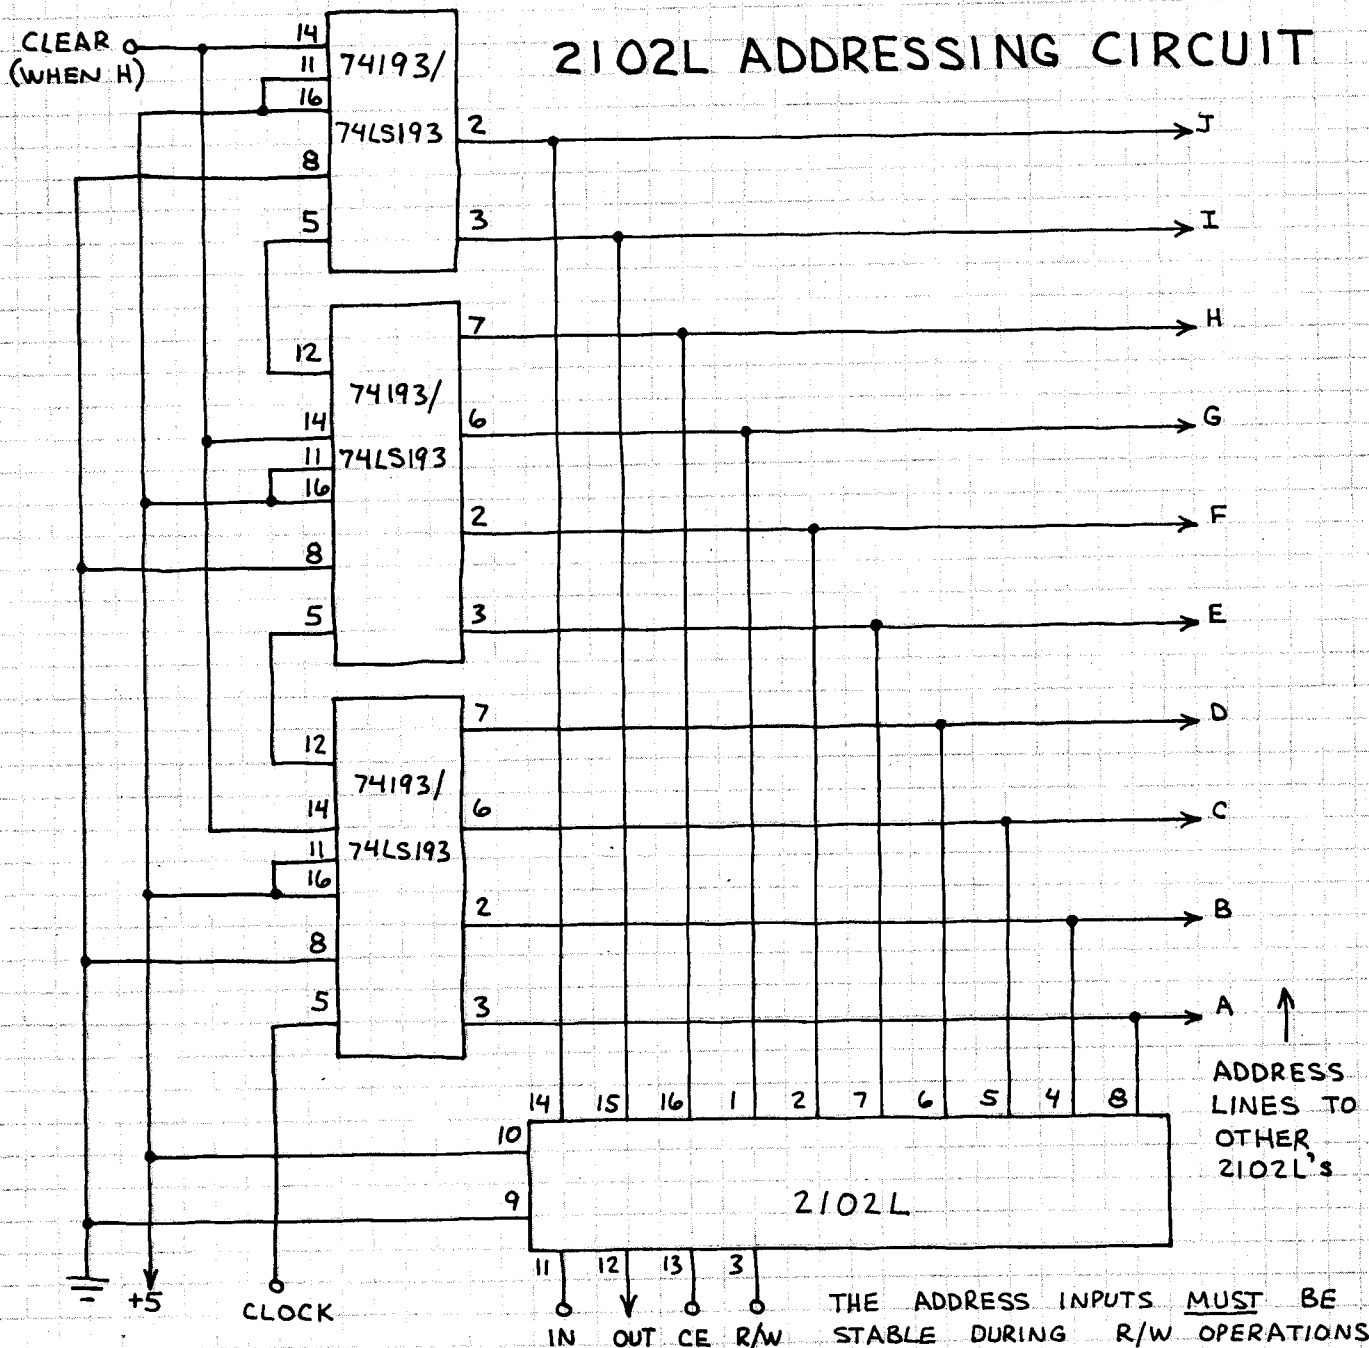 2102L ADDRESSING CIRCUIT
CLEAR
(WHEN H)
14
11
16
8
5
74193/
74LS193
2
3
J
I
12
14
11
16
8
5
74193/
74LS193
7
6
2
3
H
G
F
E
12
14
11
16
8
5
74193/
74LS193
7
6
2
3
D
C
B
A
ADDRESS
LINES TO
OTHER
2102L's
14 15 16 1 2 7 6 5 4 8
10
9
2102L
11 12 13 3
+5
CLOCK
IN OUT CE R/W
THE ADDRESS INPUTS MUST BE
STABLE DURING R/W OPERATIONS